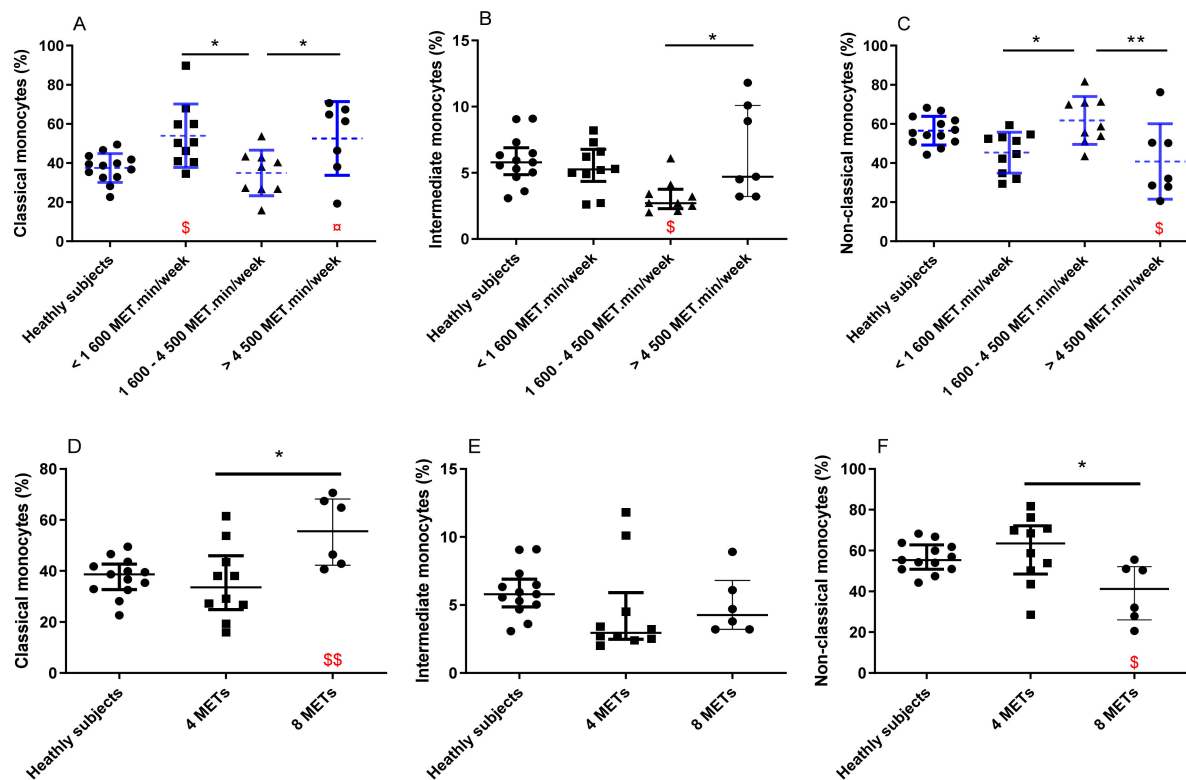 A
Classical monocytes (%)
100
80
60
40
20
0
*
*
$
¤
Heathly subjects
< 1 600 MET.min/week
1 600 - 4 500 MET.min/week
> 4 500 MET.min/week
B
Intermediate monocytes (%)
15
10
5
0
*
$
Heathly subjects
< 1 600 MET.min/week
1 600 - 4 500 MET.min/week
> 4 500 MET.min/week
C
Non-classical monocytes (%)
100
80
60
40
20
0
*
**
$
Heathly subjects
< 1 600 MET.min/week
1 600 - 4 500 MET.min/week
> 4 500 MET.min/week
D
Classical monocytes (%)
80
60
40
20
0
*
$$
Heathly subjects
4 METs
8 METs
E
Intermediate monocytes (%)
15
10
5
0
Heathly subjects
4 METs
8 METs
F
Non-classical monocytes (%)
100
80
60
40
20
0
*
$
Heathly subjects
4 METs
8 METs